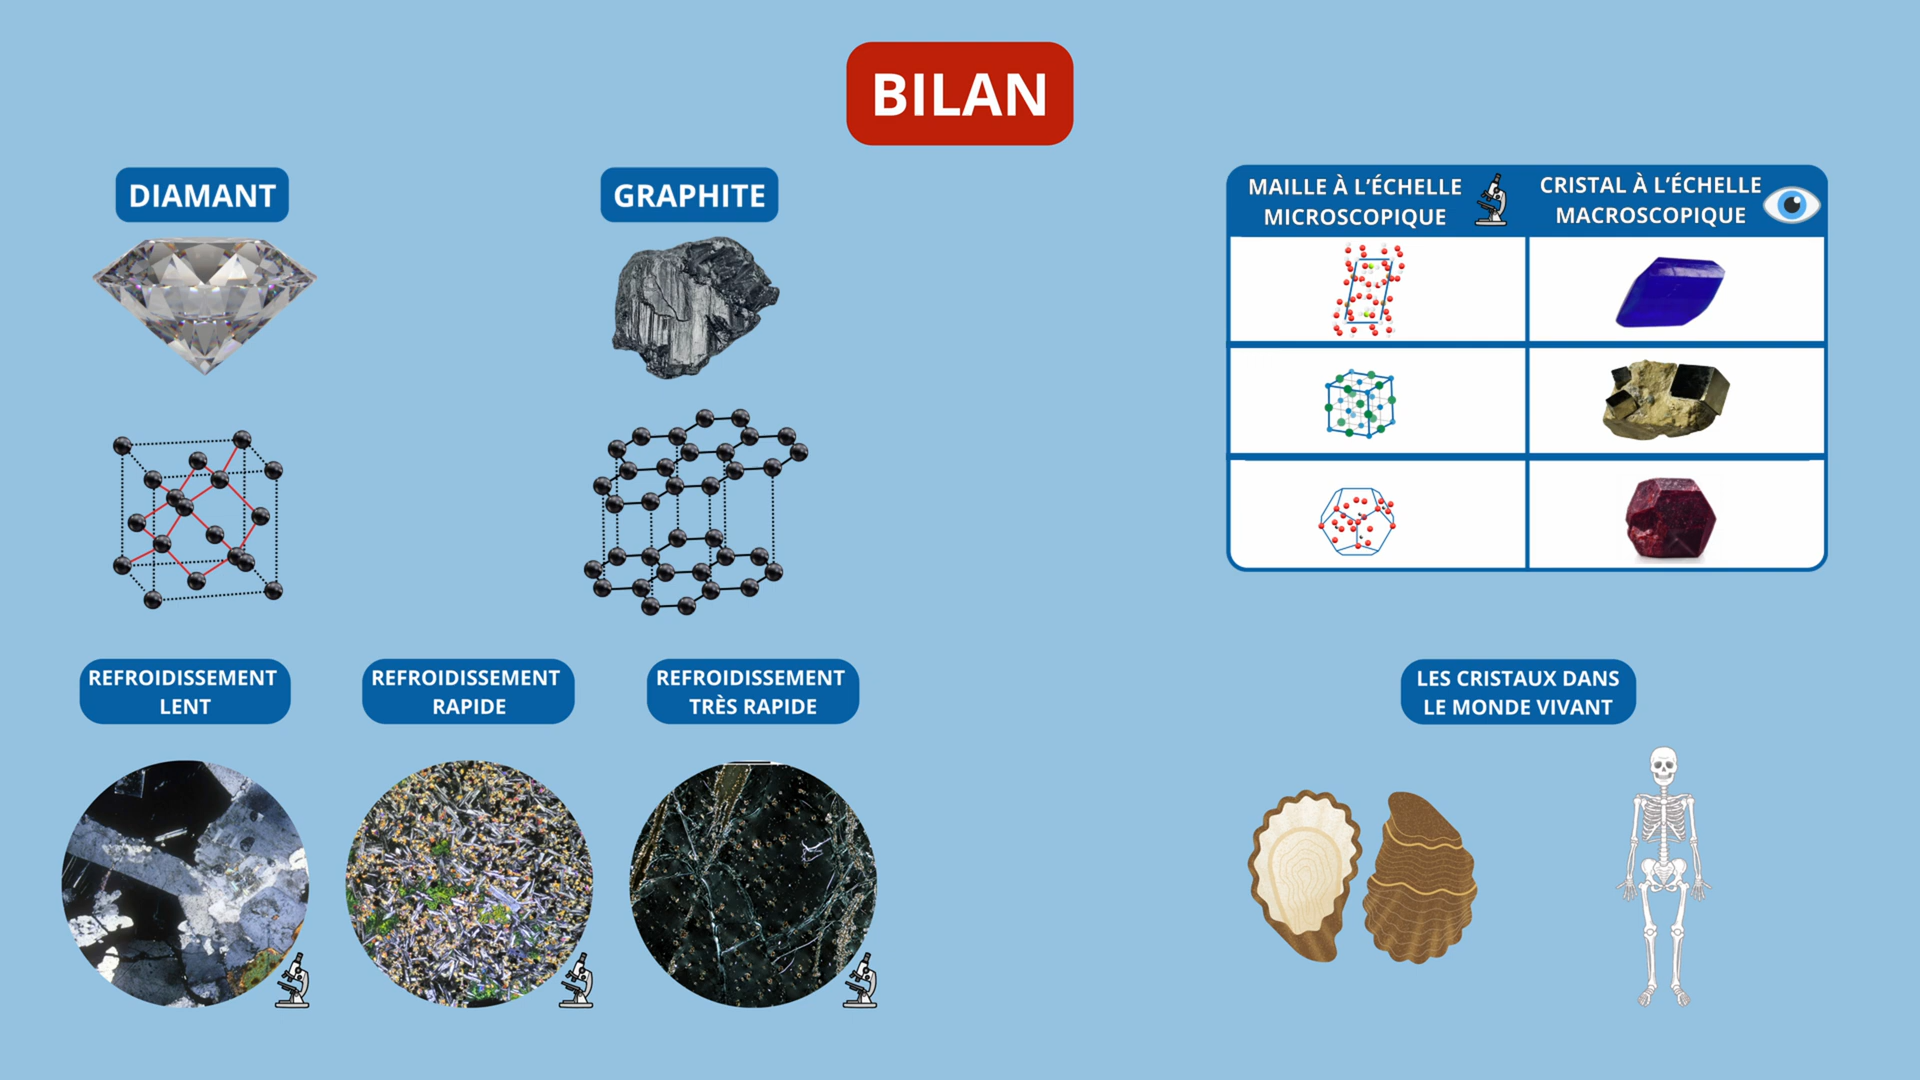 BILAN
DIAMANT
GRAPHITE
MAILLE À L'ÉCHELLE
MICROSCOPIQUE
CRISTAL À L'ÉCHELLE
MACROSCOPIQUE
REFROIDISSEMENT
LENT
REFROIDISSEMENT
RAPIDE
REFROIDISSEMENT
TRÈS RAPIDE
LES CRISTAUX DANS
LE MONDE VIVANT